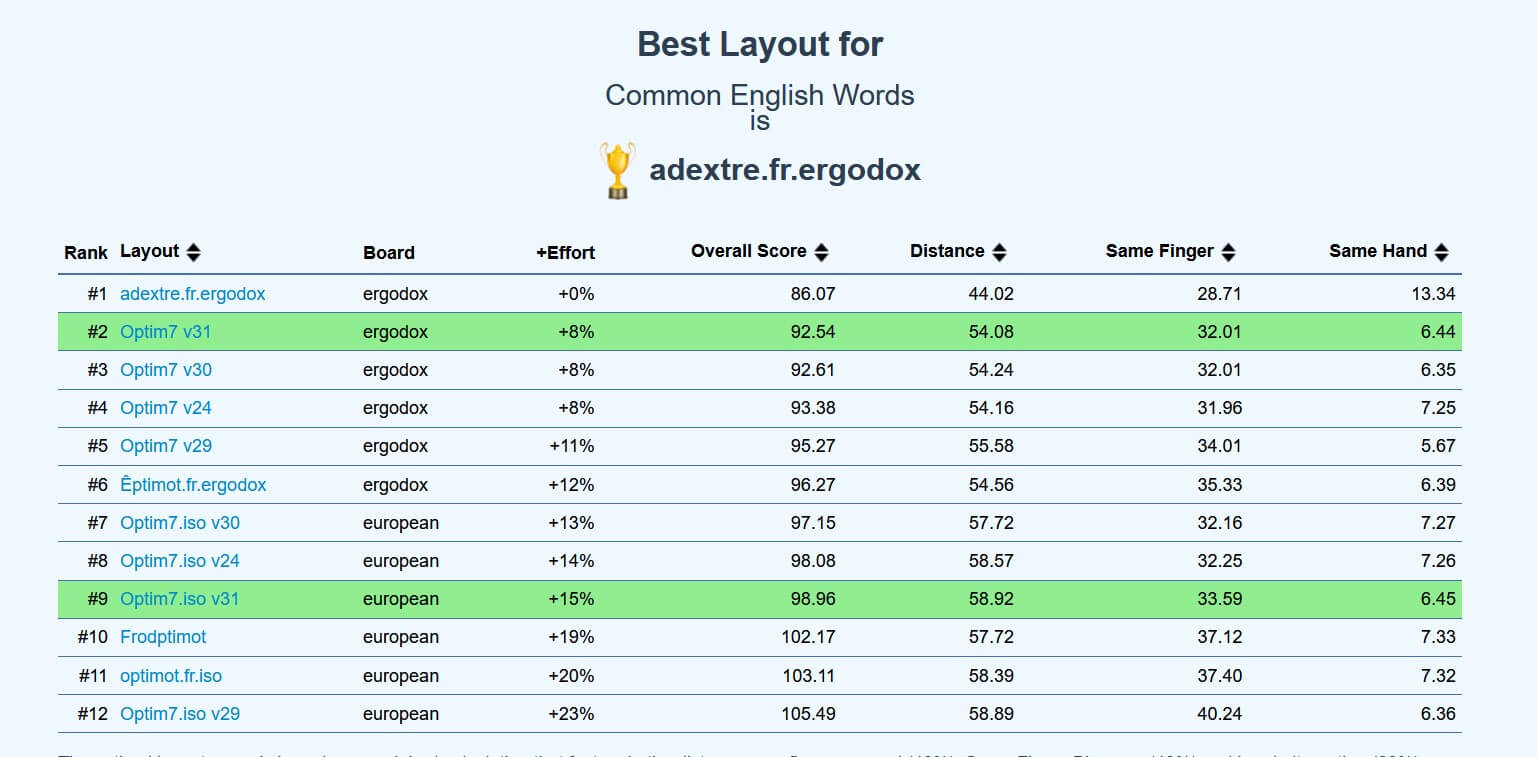 Best Layout for
Common English Words
is
adextre.fr.ergodox
Rank Layout Board +Effort Overall Score Distance Same Finger Same Hand
#1 adextre.fr.ergodox ergodox +0% 86.07 44.02 28.71 13.34
#2 Optim7 v31 ergodox +8% 92.54 54.08 32.01 6.44
#3 Optim7 v30 ergodox +8% 92.61 54.24 32.01 6.35
#4 Optim7 v24 ergodox +8% 93.38 54.16 31.96 7.25
#5 Optim7 v29 ergodox +11% 95.27 55.58 34.01 5.67
#6 Êptimot.fr.ergodox ergodox +12% 96.27 54.56 35.33 6.39
#7 Optim7.iso v30 european +13% 97.15 57.72 32.16 7.27
#8 Optim7.iso v24 european +14% 98.08 58.57 32.25 7.26
#9 Optim7.iso v31 european +15% 98.96 58.92 33.59 6.45
#10 Frodptimot european +19% 102.17 57.72 37.12 7.33
#11 optimot.fr.iso european +20% 103.11 58.39 37.40 7.32
#12 Optim7.iso v29 european +23% 105.49 58.89 40.24 6.36